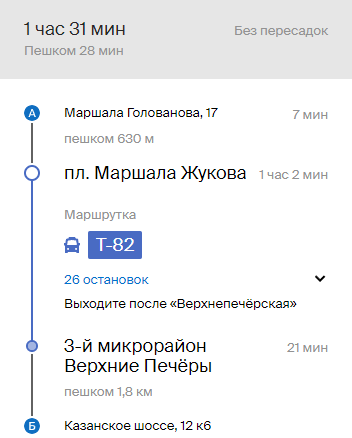 1 час 31 мин Без пересадок
Пешком 28 мин
А Маршала Голованова, 17 7 мин
пешком 630 м
пл. Маршала Жукова 1 час 2 мин
Маршрутка
Т-82
26 остановок
Выходите после «Верхнепечёрская»
3-й микрорайон 21 мин
Верхние Печёры
пешком 1,8 км
Б Казанское шоссе, 12 к6